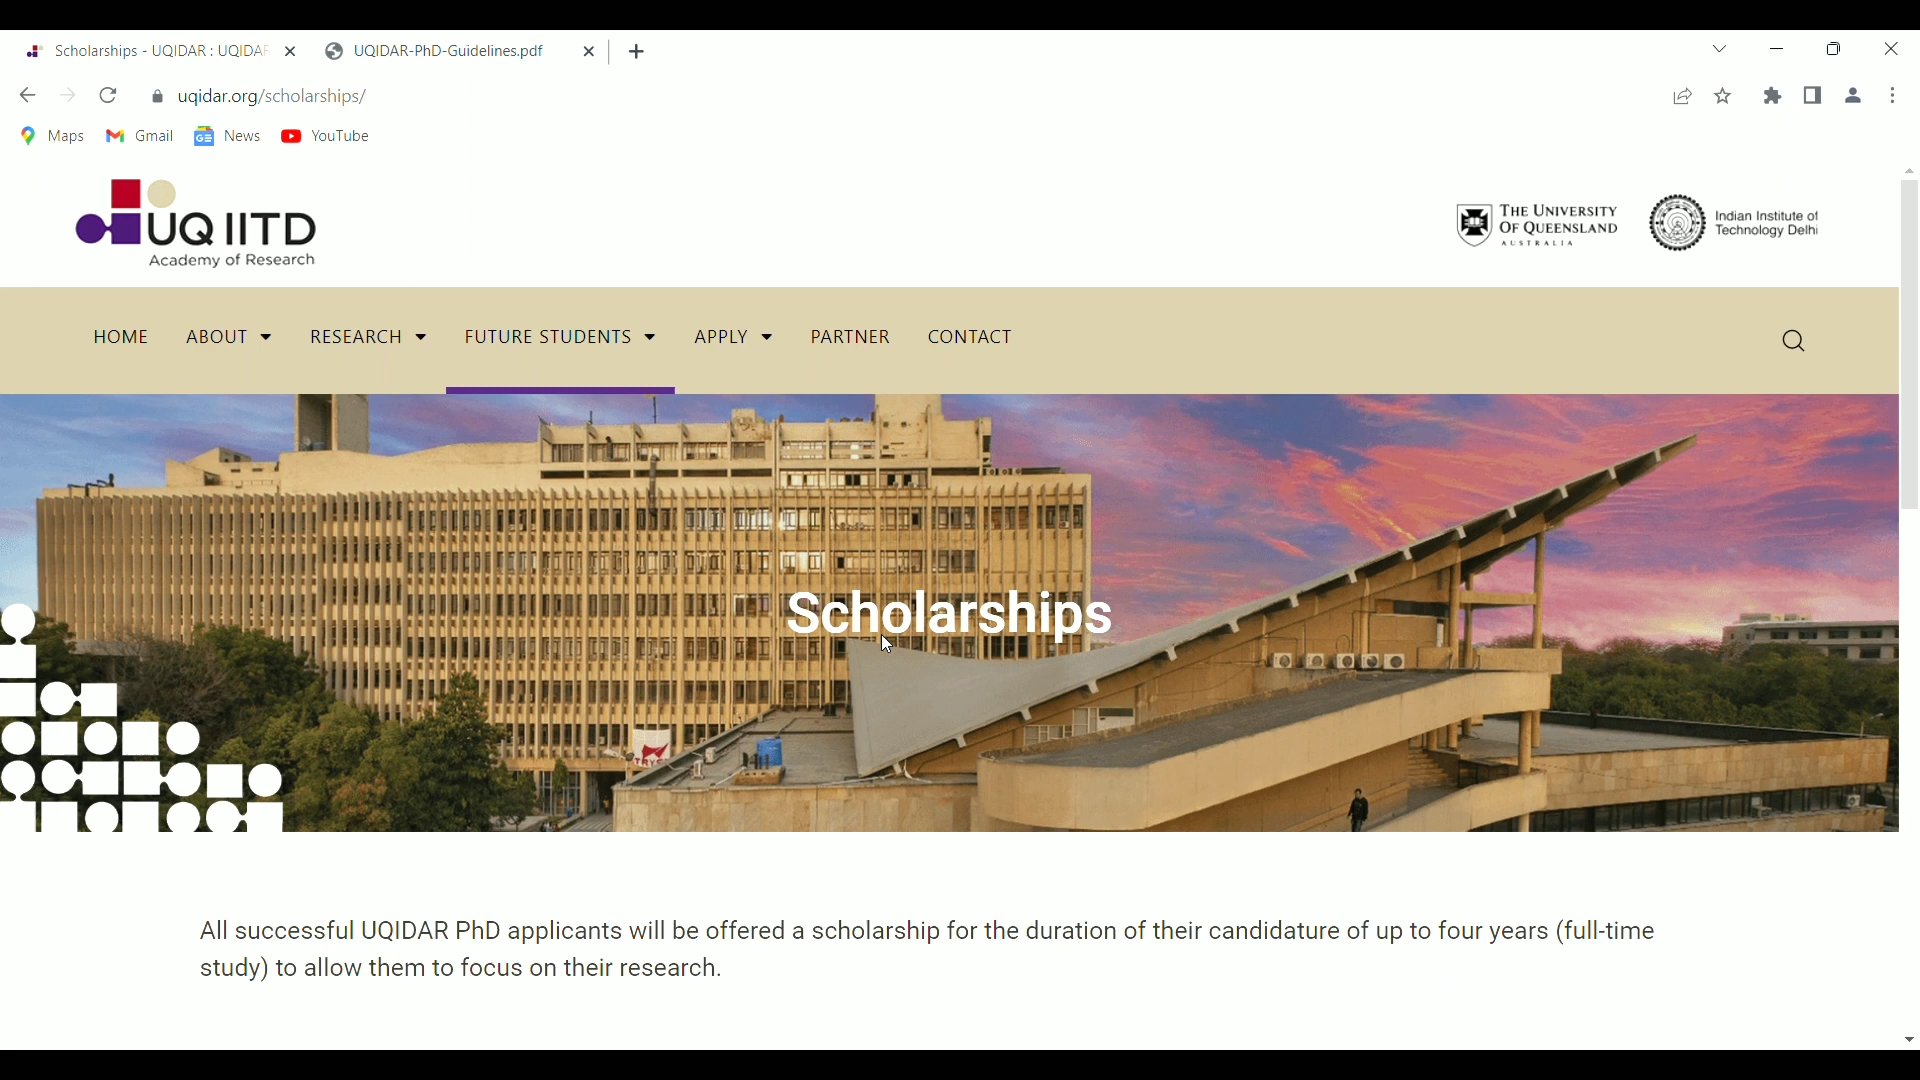 Scholarships - UQIDAR : UQIDAR
UQIDAR-PhD-Guidelines.pdf
uqidar.org/scholarships/
Maps
Gmail
News
YouTube
UQ IITD
Academy of Research
THE UNIVERSITY
OF QUEENSLAND
AUSTRALIA
Indian Institute of
Technology Delhi
HOME
ABOUT
RESEARCH
FUTURE STUDENTS
APPLY
PARTNER
CONTACT
Scholarships
All successful UQIDAR PhD applicants will be offered a scholarship for the duration of their candidature of up to four years (full-time
study) to allow them to focus on their research.